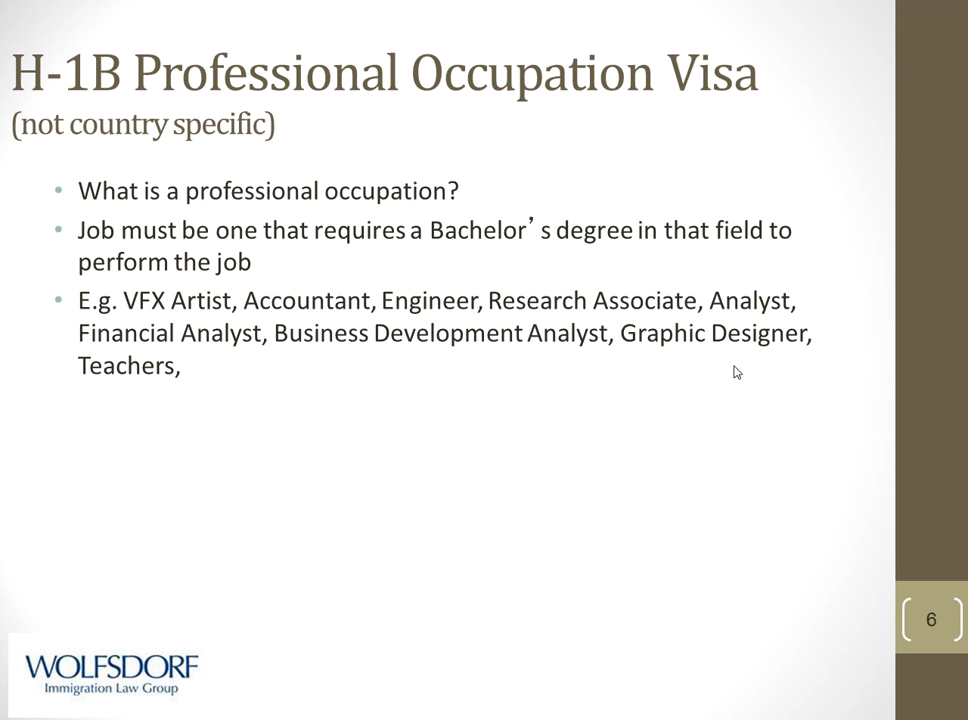 H-1B Professional Occupation Visa
(not country specific)
• What is a professional occupation?
• Job must be one that requires a Bachelor’s degree in that field to
perform the job
• E.g. VFX Artist, Accountant, Engineer, Research Associate, Analyst,
Financial Analyst, Business Development Analyst, Graphic Designer,
Teachers,
6
WOLFSDORF
Immigration Law Group